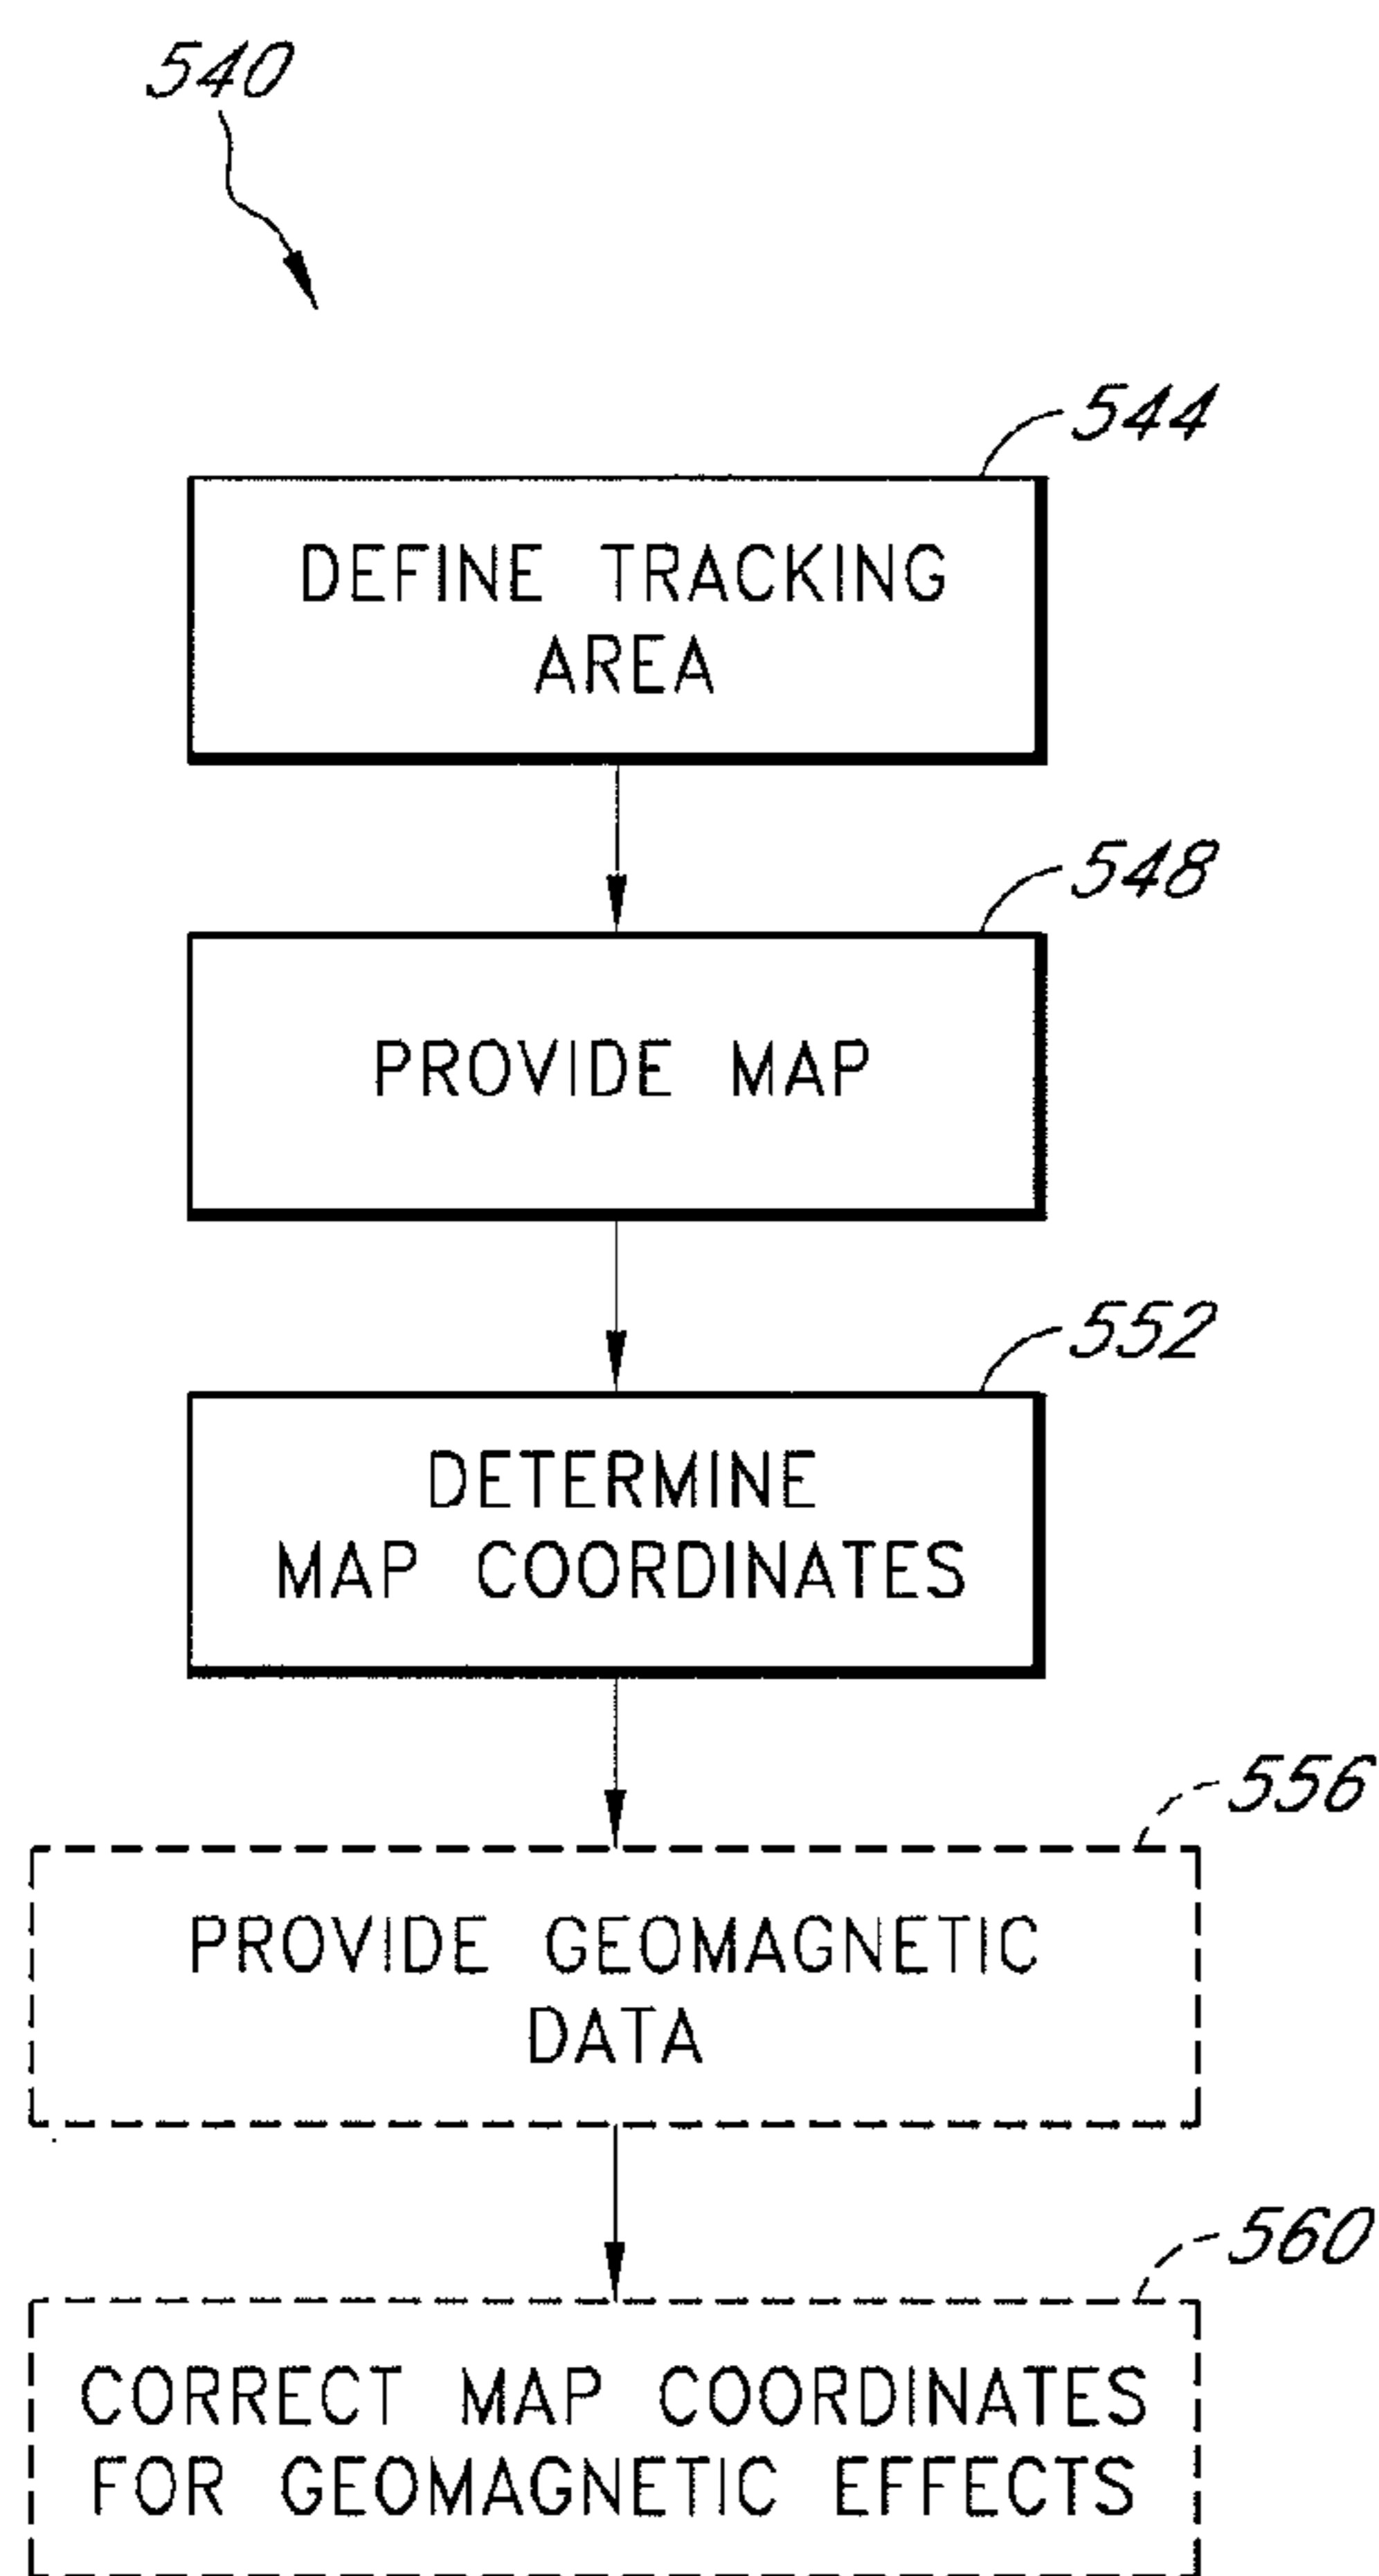 540
544
DEFINE TRACKING
AREA
548
PROVIDE MAP
552
DETERMINE
MAP COORDINATES
556
PROVIDE GEOMAGNETIC
DATA
560
CORRECT MAP COORDINATES
FOR GEOMAGNETIC EFFECTS